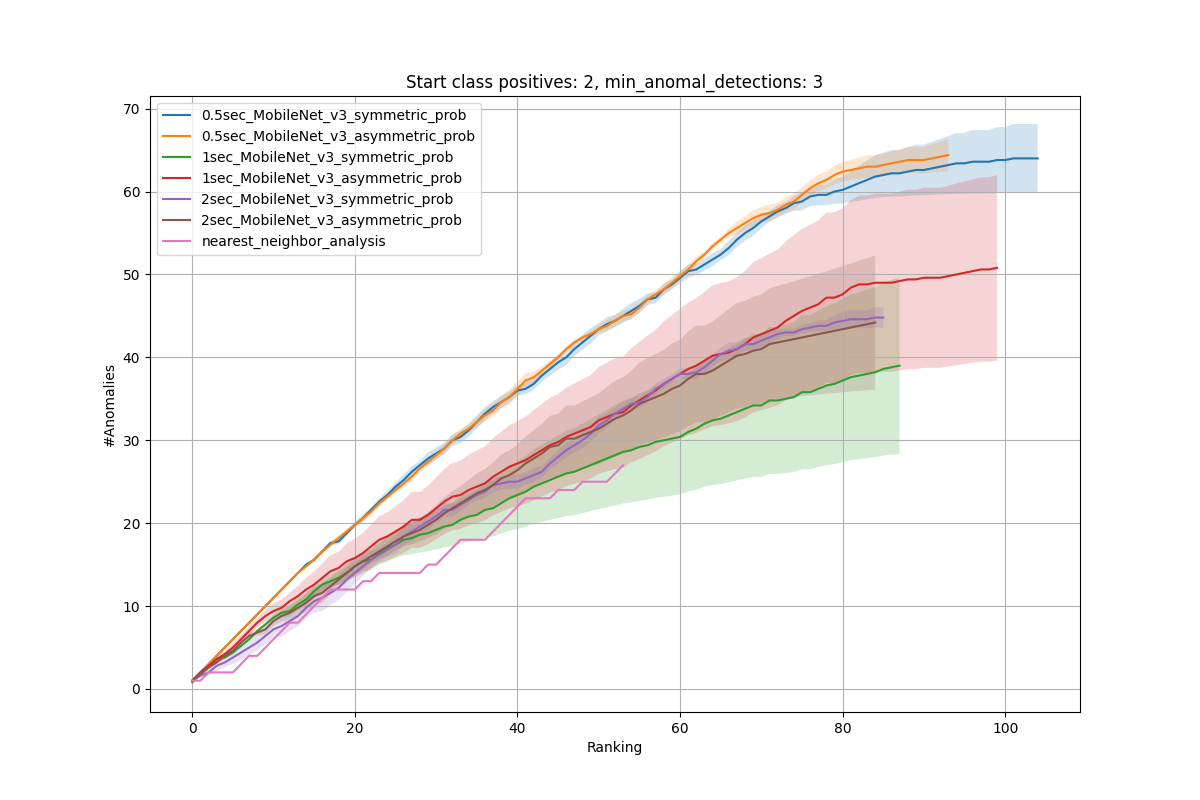 Start class positives: 2, min_anomal_detections: 3
70
60
50
40
30
20
10
0
#Anomalies
0.5sec_MobileNet_v3_symmetric_prob
0.5sec_MobileNet_v3_asymmetric_prob
1sec_MobileNet_v3_symmetric_prob
1sec_MobileNet_v3_asymmetric_prob
2sec_MobileNet_v3_symmetric_prob
2sec_MobileNet_v3_asymmetric_prob
nearest_neighbor_analysis
0 20 40 60 80 100
Ranking